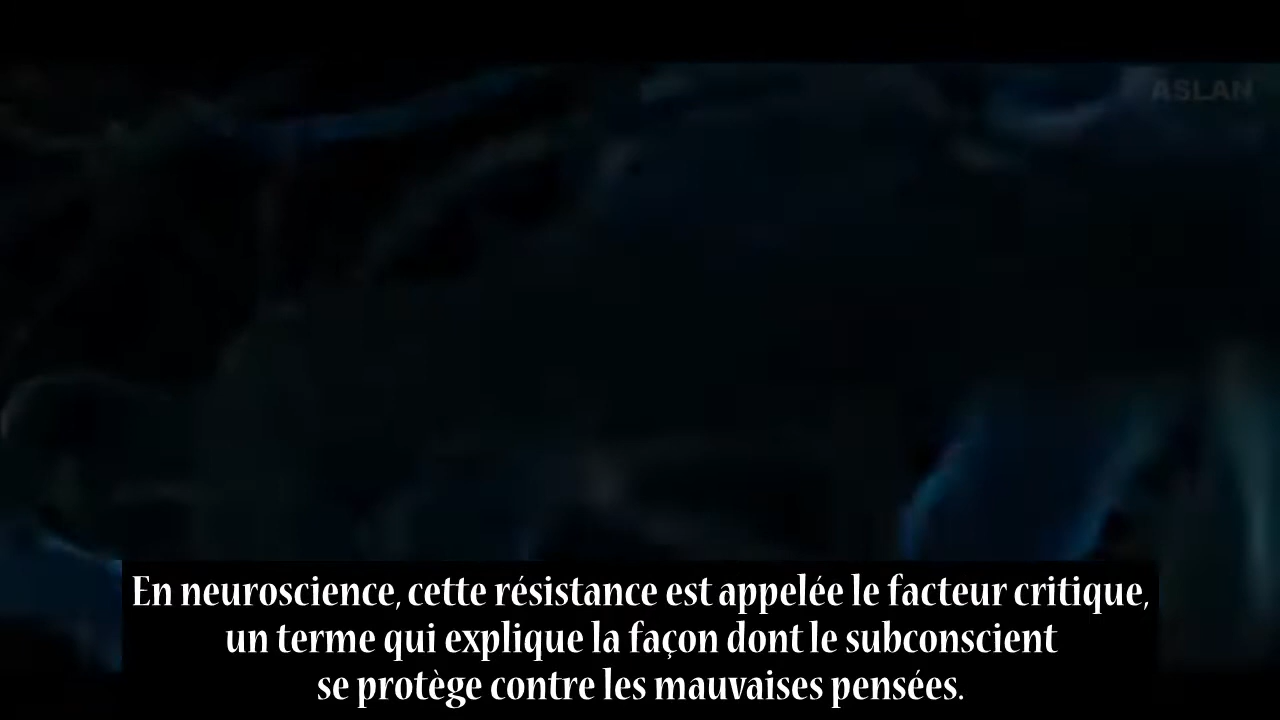 ASLAN
En neuroscience, cette résistance est appelée le facteur critique,
un terme qui explique la façon dont le subconscient
se protège contre les mauvaises pensées.